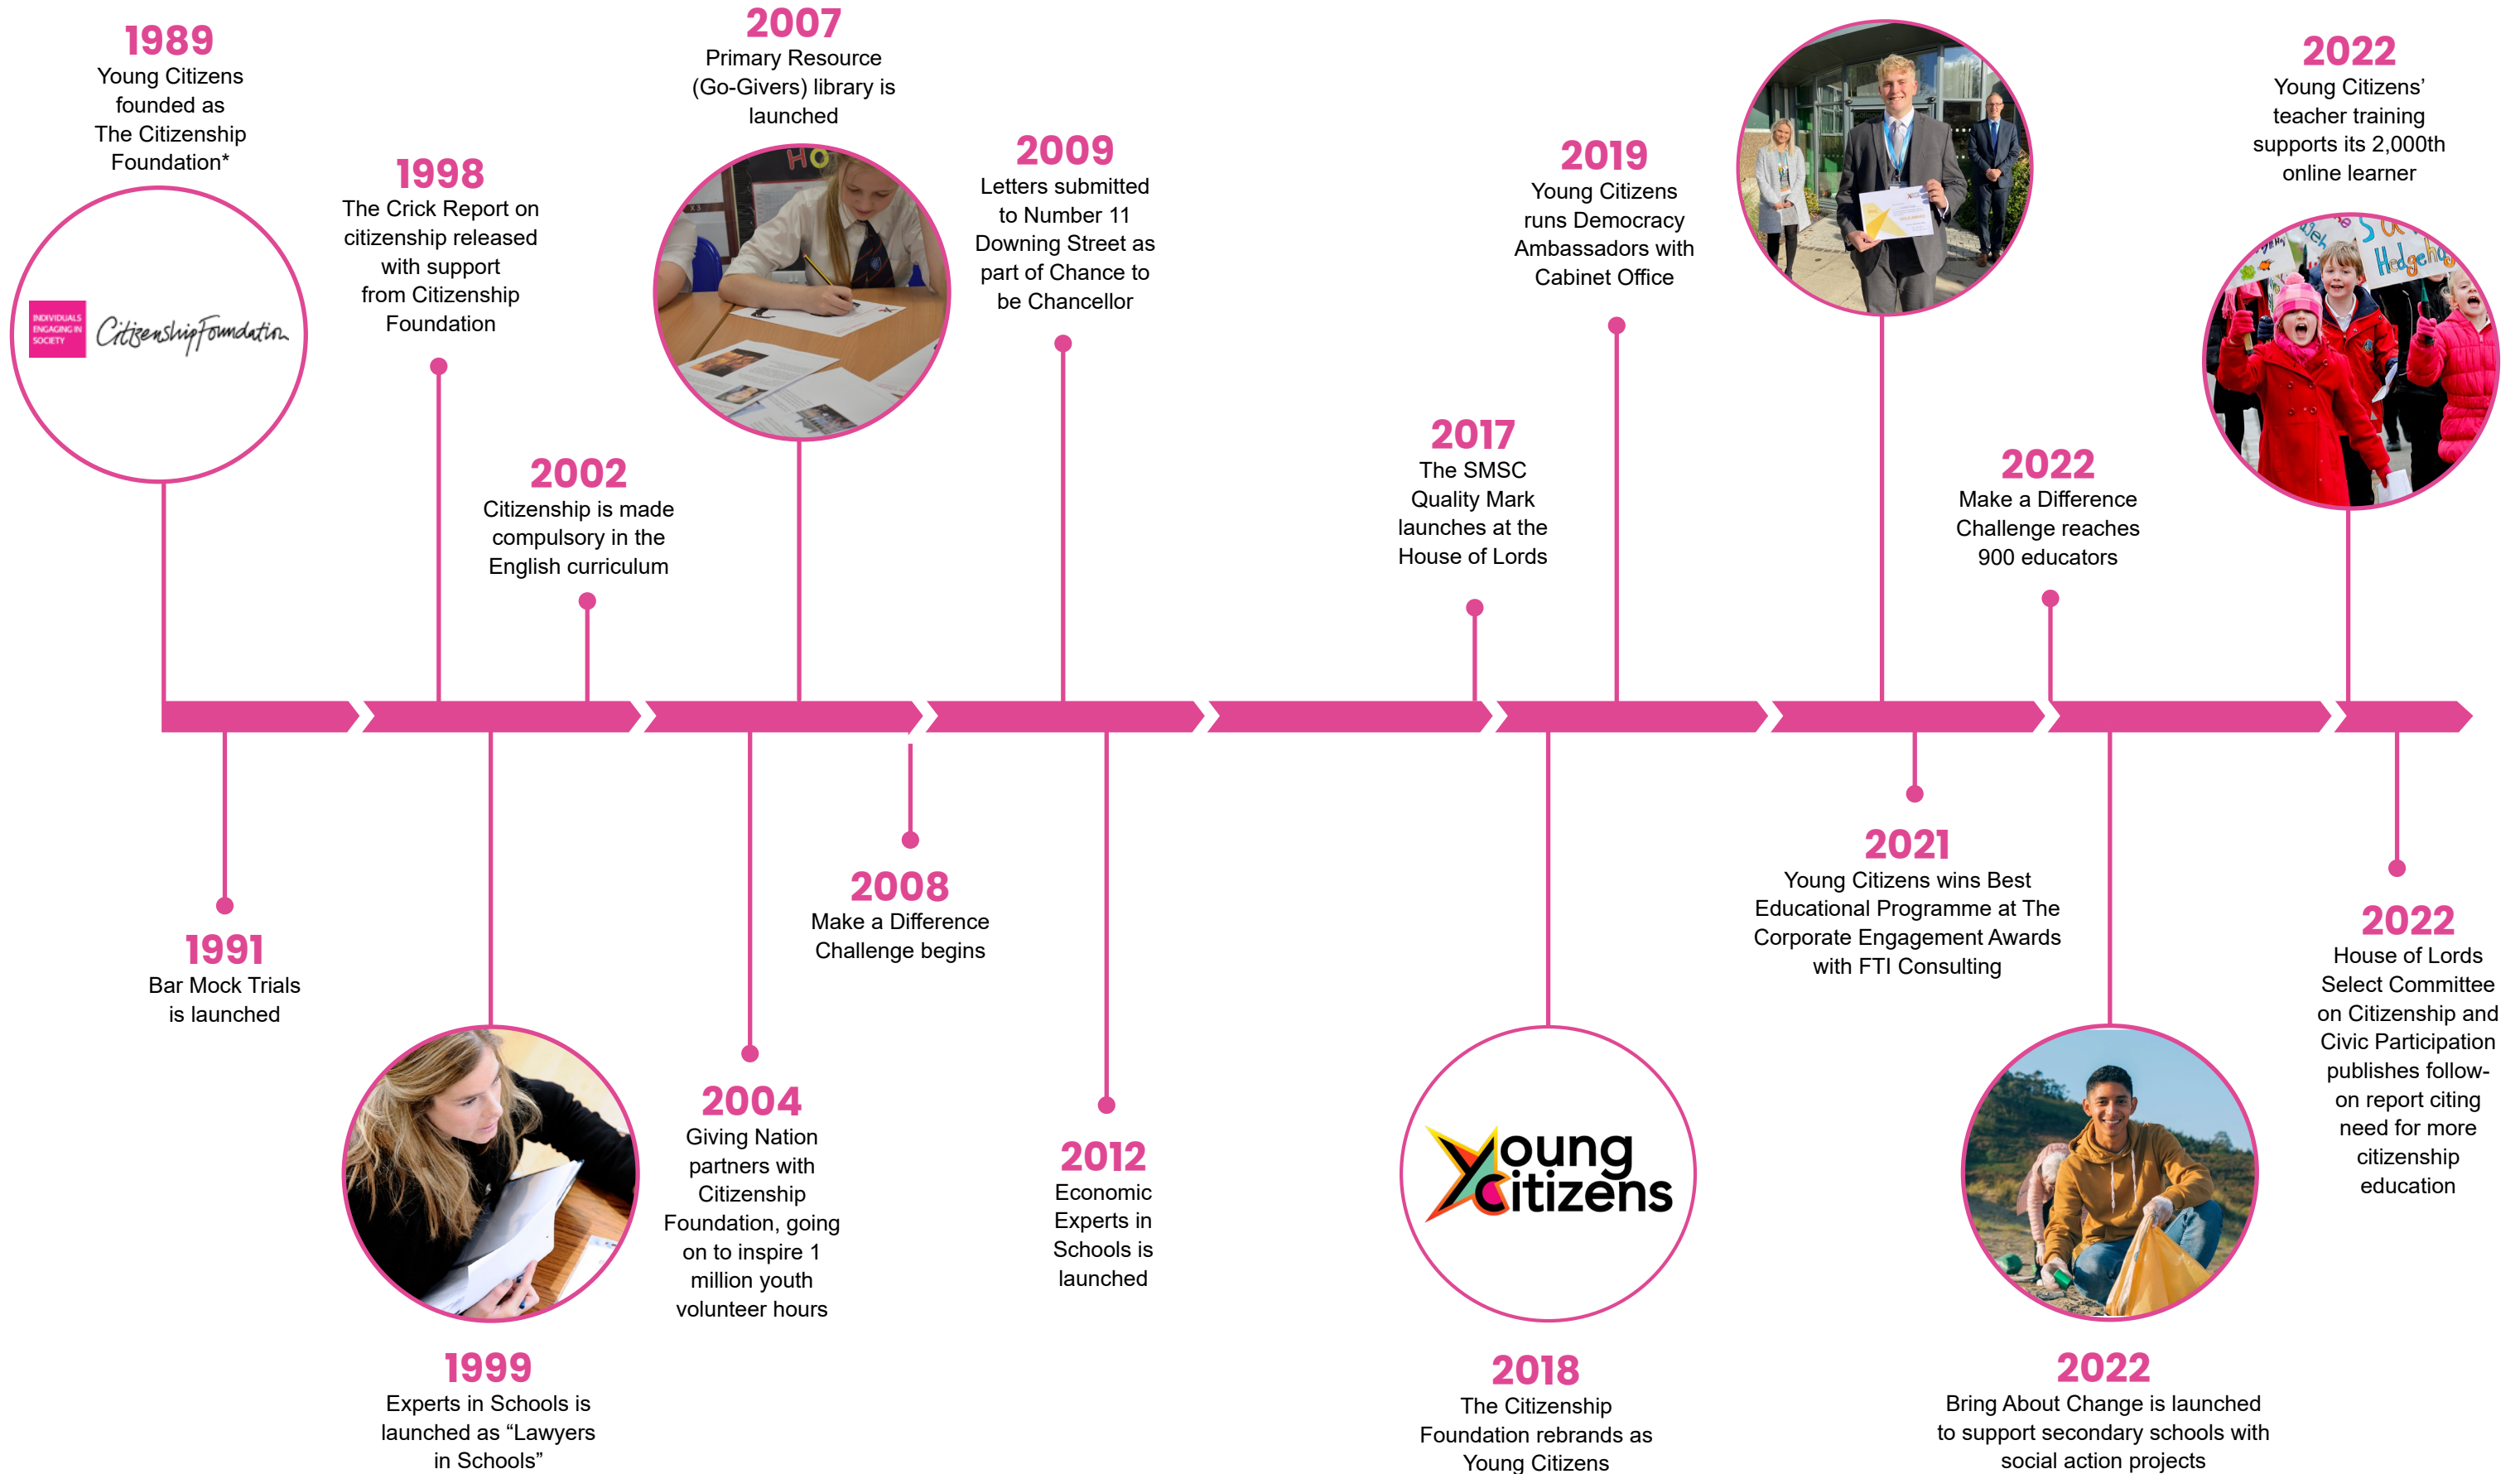 1989
Young Citizens
founded as
The Citizenship
Foundation*
INDIVIDUALS
ENGAGING IN
SOCIETY
Citizenship Foundation
1998
The Crick Report on
citizenship released
with support
from Citizenship
Foundation
2002
Citizenship is made
compulsory in the
English curriculum
2007
Primary Resource
(Go-Givers) library is
launched
HO
2009
Letters submitted
to Number 11
Downing Street as
part of Chance to
be Chancellor
2017
The SMSC
Quality Mark
launches at the
House of Lords
2019
Young Citizens
runs Democracy
Ambassadors with
Cabinet Office
2022
Make a Difference
Challenge reaches
900 educators
2022
Young Citizens’
teacher training
supports its 2,000th
online learner
Hedgeho
1991
Bar Mock Trials
is launched
1999
Experts in Schools is
launched as “Lawyers
in Schools”
2004
Giving Nation
partners with
Citizenship
Foundation, going
on to inspire 1
million youth
volunteer hours
2008
Make a Difference
Challenge begins
2012
Economic
Experts in
Schools is
launched
Young
Citizens
2018
The Citizenship
Foundation rebrands as
Young Citizens
2021
Young Citizens wins Best
Educational Programme at The
Corporate Engagement Awards
with FTI Consulting
2022
Bring About Change is launched
to support secondary schools with
social action projects
2022
House of Lords
Select Committee
on Citizenship and
Civic Participation
publishes follow-
on report citing
need for more
citizenship
education